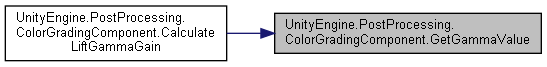 UnityEngine.PostProcessing.
ColorGradingComponent.Calculate
LiftGammaGain
UnityEngine.PostProcessing.
ColorGradingComponent.GetGammaValue